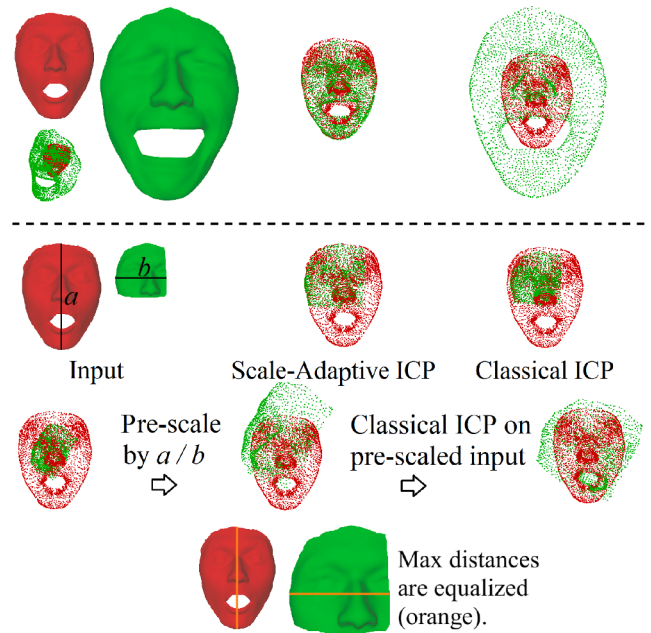 a
b
Input
Scale-Adaptive ICP
Classical ICP
Pre-scale
by a / b
Classical ICP on
pre-scaled input
Max distances
are equalized
(orange).